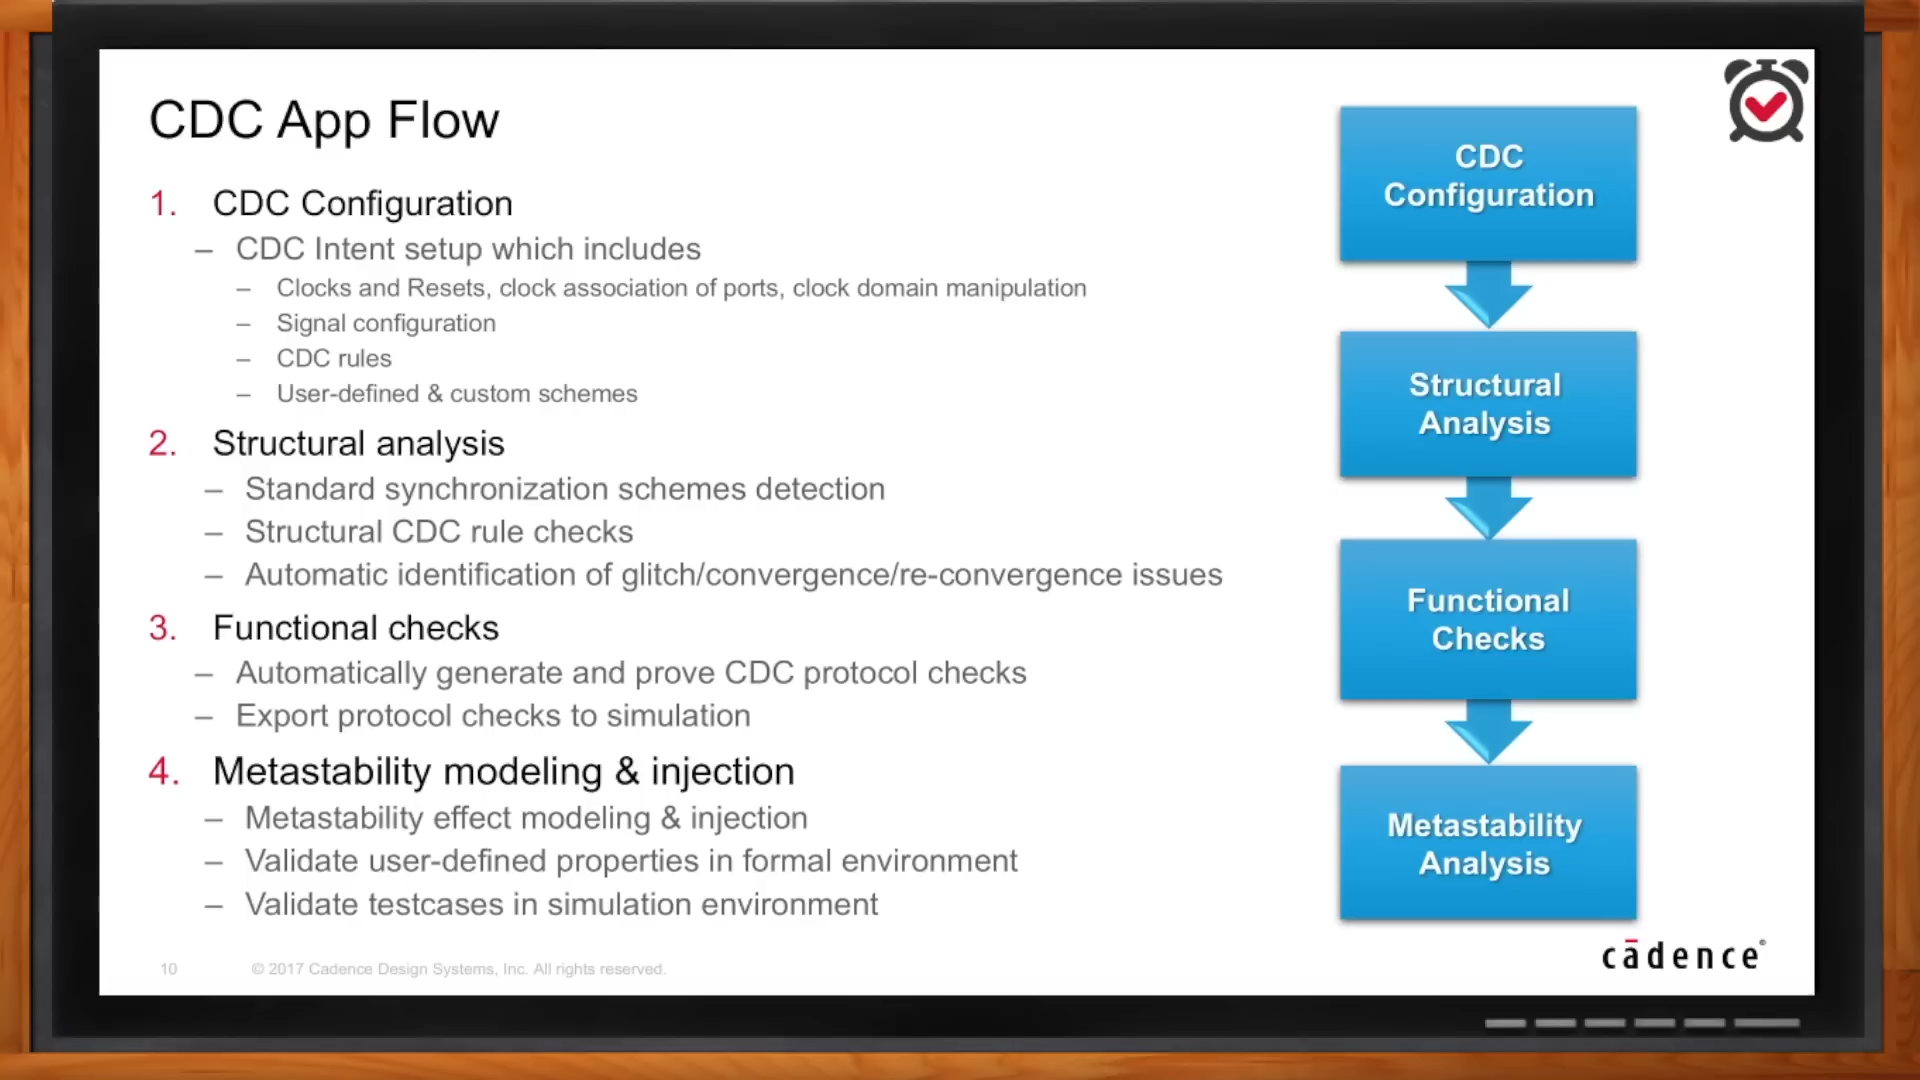 CDC App Flow
1. CDC Configuration
– CDC Intent setup which includes
– Clocks and Resets, clock association of ports, clock domain manipulation
– Signal configuration
– CDC rules
– User-defined & custom schemes
2. Structural analysis
– Standard synchronization schemes detection
– Structural CDC rule checks
– Automatic identification of glitch/convergence/re-convergence issues
3. Functional checks
– Automatically generate and prove CDC protocol checks
– Export protocol checks to simulation
4. Metastability modeling & injection
– Metastability effect modeling & injection
– Validate user-defined properties in formal environment
– Validate testcases in simulation environment
CDC
Configuration
Structural
Analysis
Functional
Checks
Metastability
Analysis
10 © 2017 Cadence Design Systems, Inc. All rights reserved.
cādence®